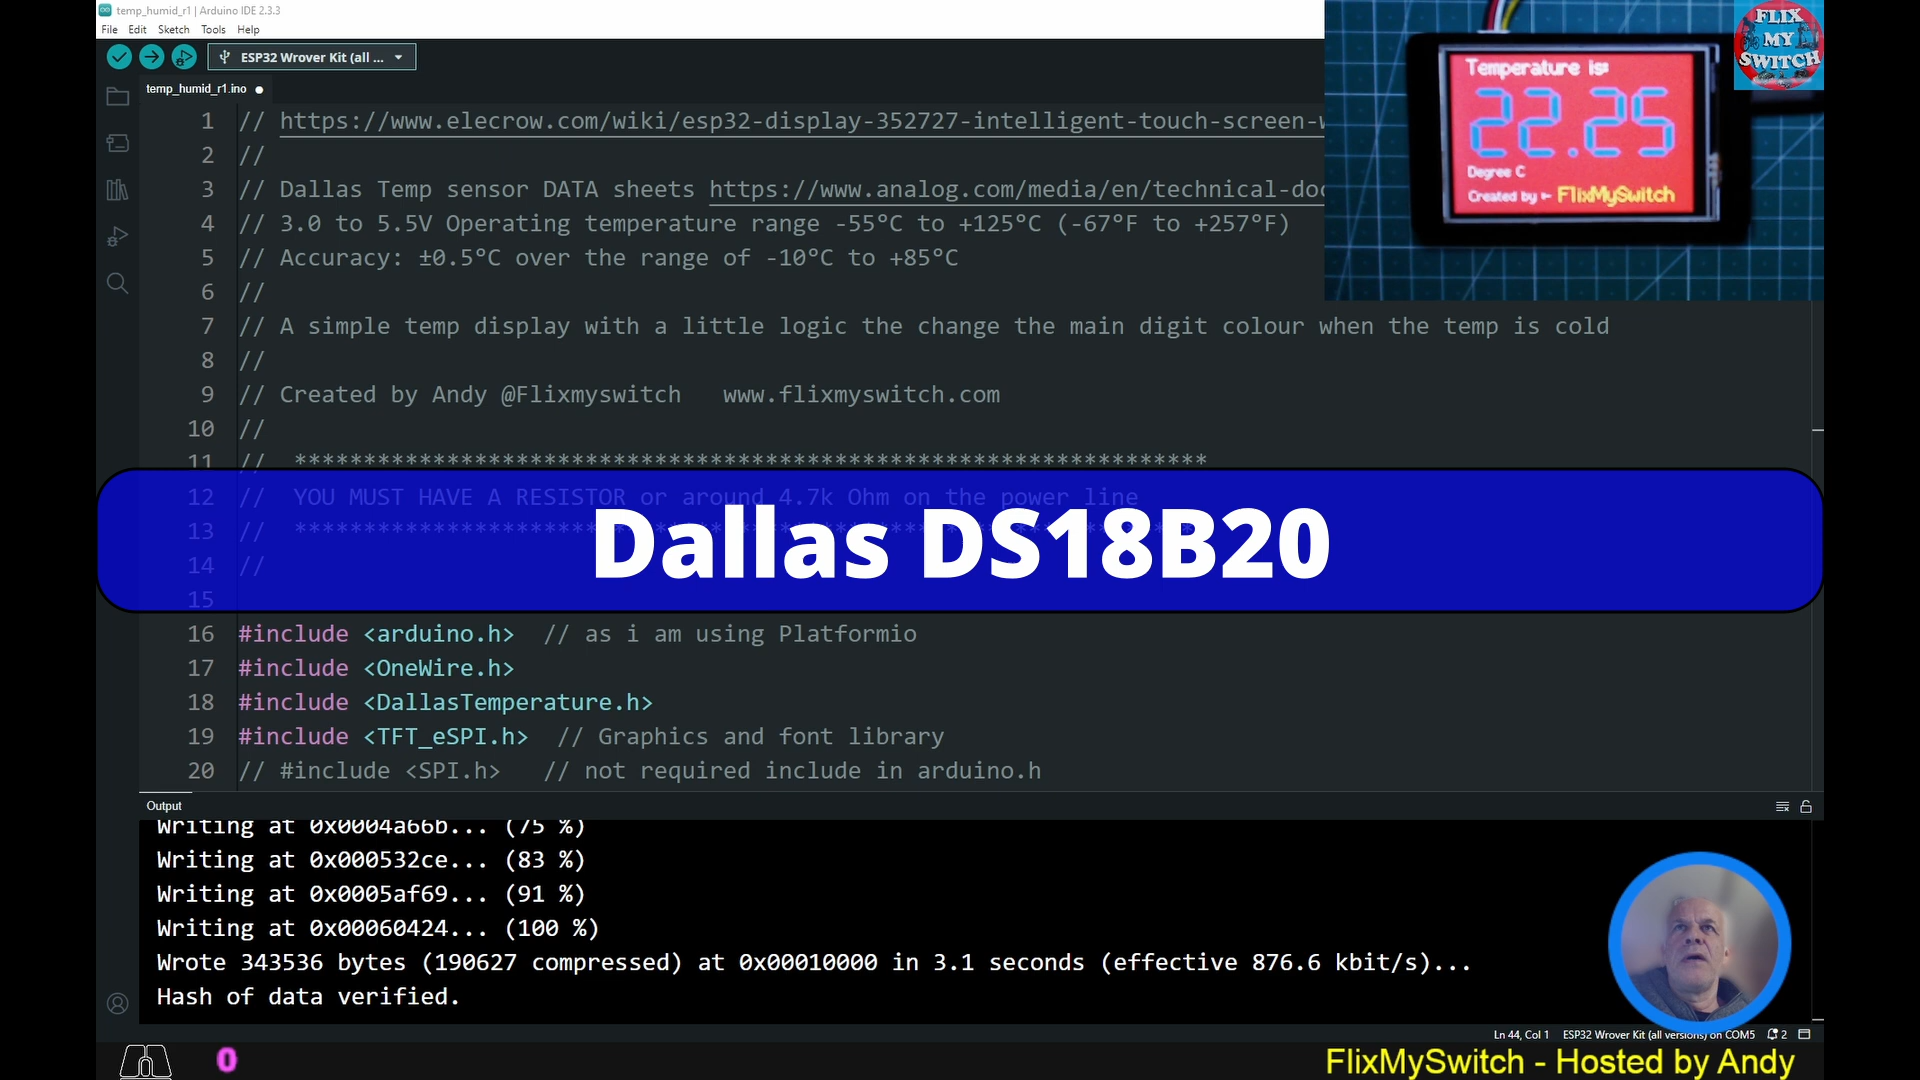 temp_humid_r1 | Arduino IDE 2.3.3
File Edit Sketch Tools Help
ESP32 Wrover Kit (all ...
temp_humid_r1.ino
1 // https://www.elecrow.com/wiki/esp32-display-352727-intelligent-touch-screen-w
2 //
3 // Dallas Temp sensor DATA sheets https://www.analog.com/media/en/technical-doc
4 // 3.0 to 5.5V Operating temperature range -55°C to +125°C (-67°F to +257°F)
5 // Accuracy: ±0.5°C over the range of -10°C to +85°C
6 //
7 // A simple temp display with a little logic the change the main digit colour when the temp is cold
8 //
9 // Created by Andy @Flixmyswitch www.flixmyswitch.com
10 //
11 // ******************************************************************
12 // YOU MUST HAVE A RESISTOR or around 4.7k Ohm on the power line
13 // ******************************************************************
14 //
15
Dallas DS18B20
16 #include <arduino.h> // as i am using Platformio
17 #include <OneWire.h>
18 #include <DallasTemperature.h>
19 #include <TFT_eSPI.h> // Graphics and font library
20 // #include <SPI.h> // not required include in arduino.h
Output
Writing at 0x0004a66b... (75 %)
Writing at 0x000532ce... (83 %)
Writing at 0x0005af69... (91 %)
Writing at 0x00060424... (100 %)
Wrote 343536 bytes (190627 compressed) at 0x00010000 in 3.1 seconds (effective 876.6 kbit/s)...
Hash of data verified.
Ln 44, Col 1 ESP32 Wrover Kit (all versions) on COM5 2
0
FlixMySwitch - Hosted by Andy
Temperature is:
22.25
Degree C
Created by :- FlixMySwitch
FLIX
MY
SWITCH